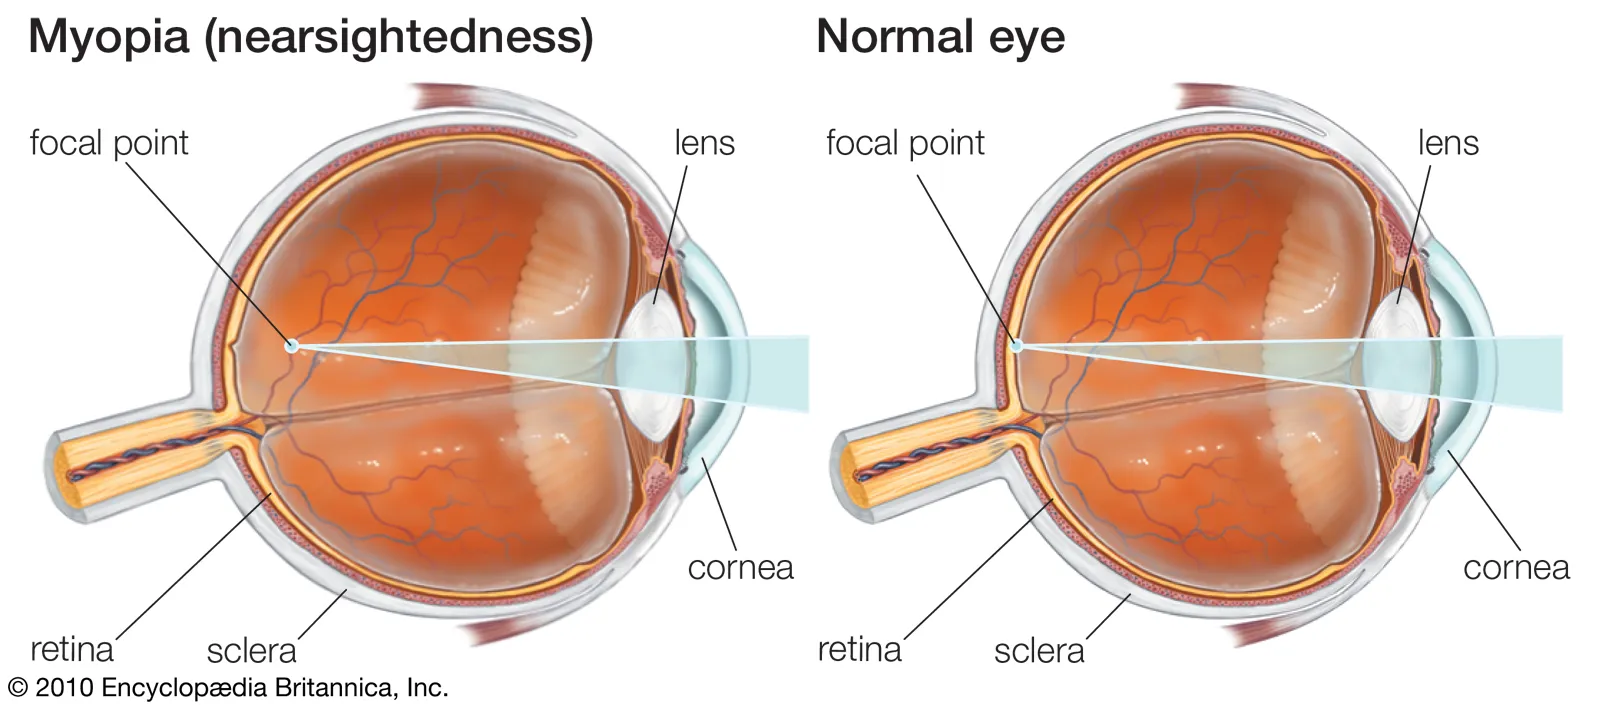 Myopia (nearsightedness)
Normal eye
focal point
lens
focal point
lens
cornea
cornea
retina
sclera
retina
sclera
© 2010 Encyclopædia Britannica, Inc.